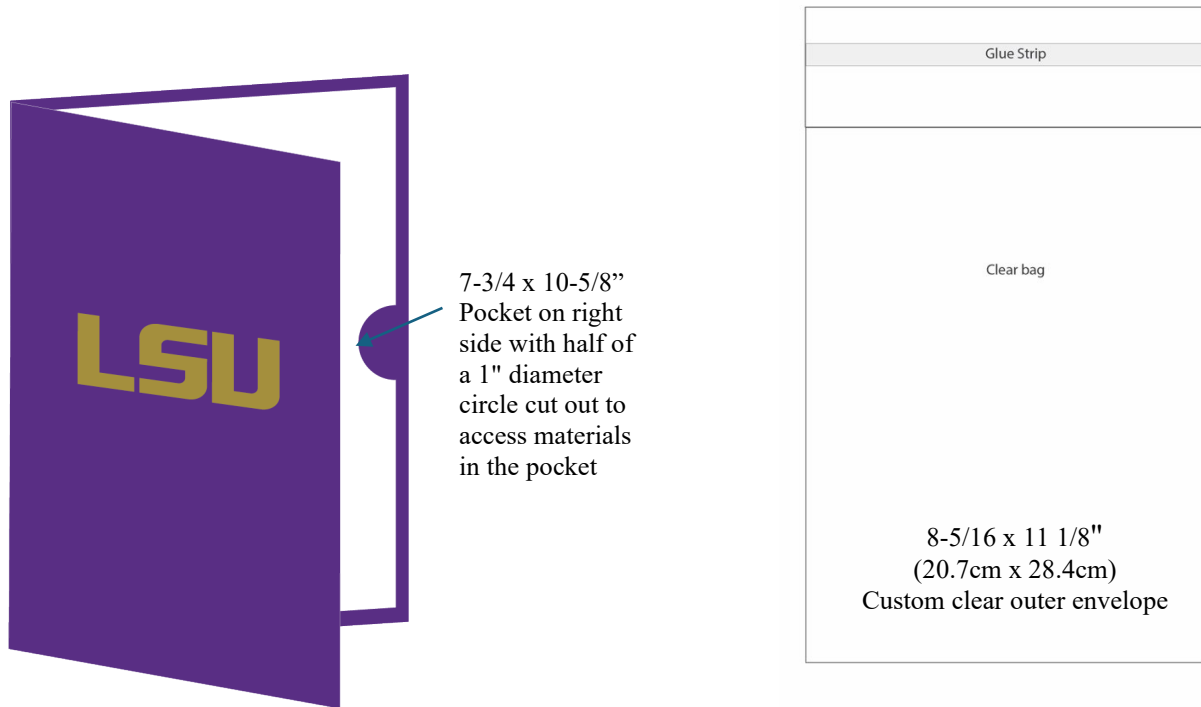 LSU
7-3/4 x 10-5/8”
Pocket on right
side with half of
a 1" diameter
circle cut out to
access materials
in the pocket
Glue Strip
Clear bag
8-5/16 x 11 1/8"
(20.7cm x 28.4cm)
Custom clear outer envelope